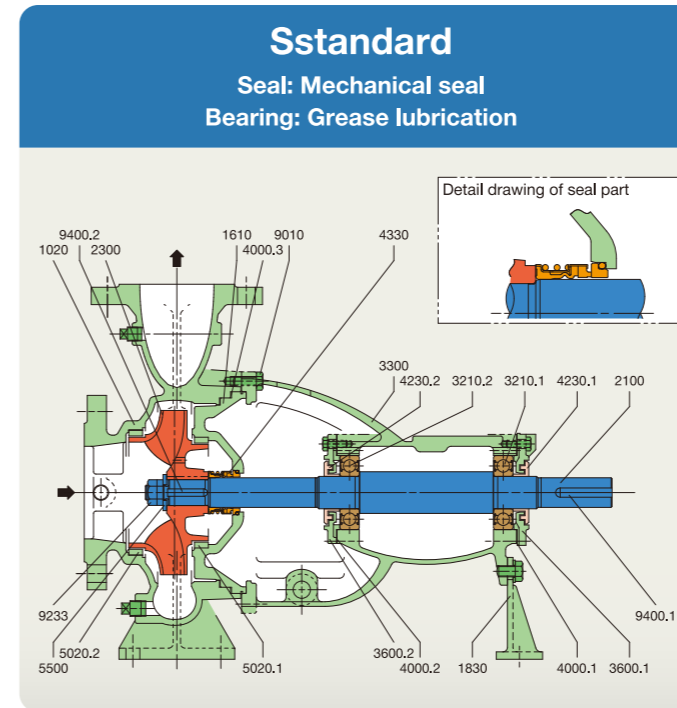 Sstandard
Seal: Mechanical seal
Bearing: Grease lubrication
Detail drawing of seal part
9400.2 1610 9010 4330
1020 2300 4000.3
3300
4230.2 3210.2 3210.1 4230.1 2100
9233 9400.1
5020.2 3600.2
5500 5020.1 4000.2 1830 4000.1 3600.1